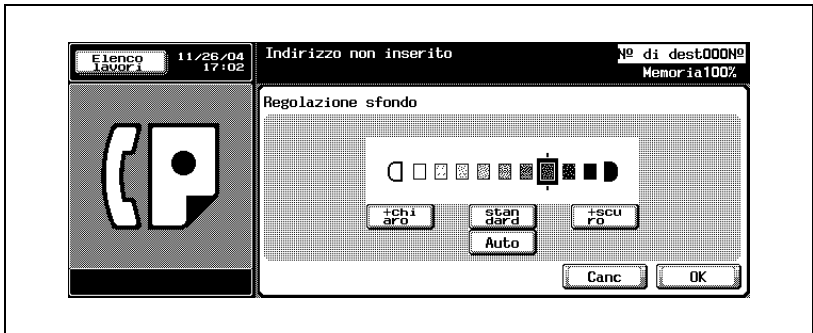 Elenco
lavori
11/26/04
17:02
Indirizzo non inserito
Nº di dest000Nº
Memoria100%
Regolazione sfondo
+chi
aro
stan
dard
+scu
ro
Auto
Canc
OK